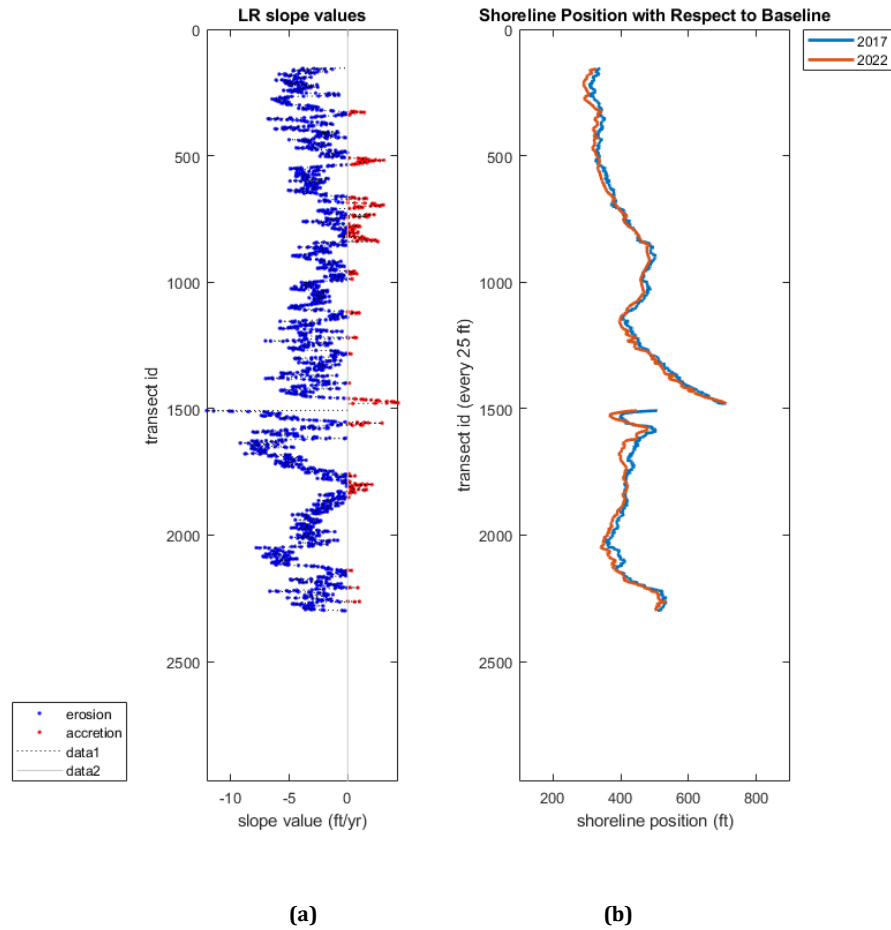 LR slope values
0
500
1000
1500
2000
2500
transect id
-10 -5 0
slope value (ft/yr)
erosion
accretion
data1
data2
(a)
Shoreline Position with Respect to Baseline
2017
2022
0
500
1000
1500
2000
2500
transect id (every 25 ft)
200 400 600 800
shoreline position (ft)
(b)